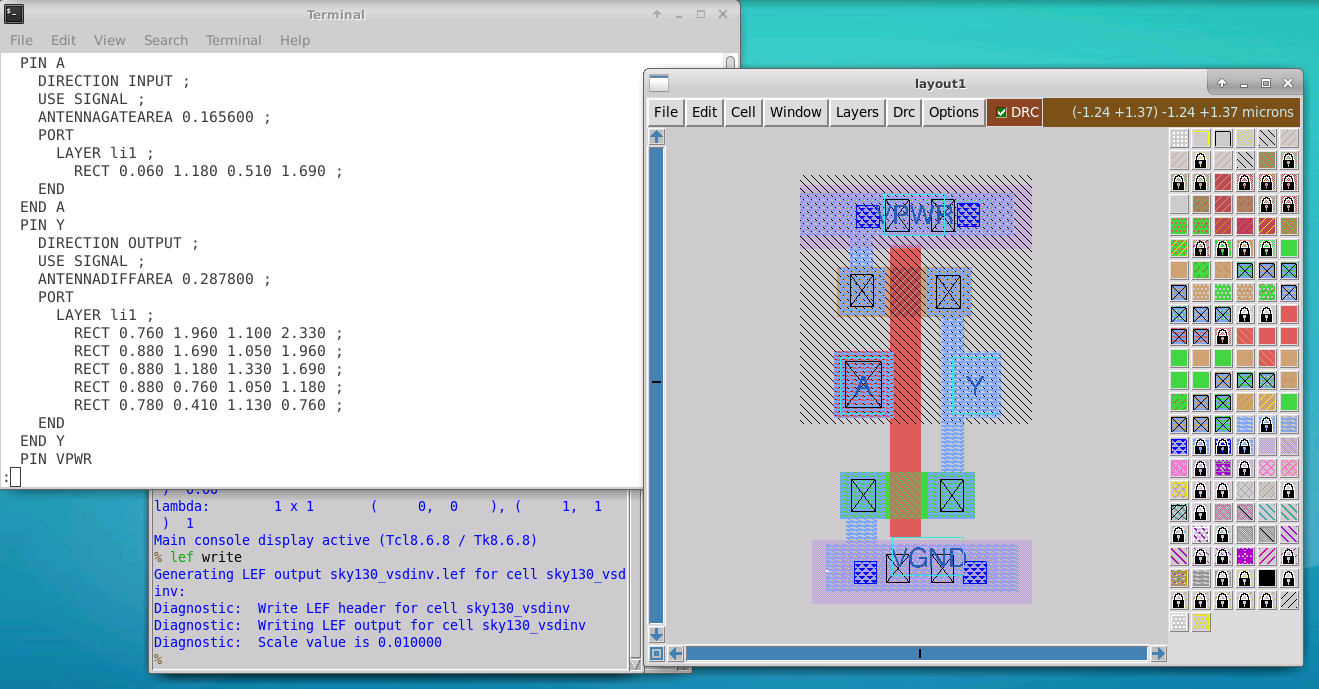 Terminal
File Edit View Search Terminal Help
PIN A
DIRECTION INPUT ;
USE SIGNAL ;
ANTENNAGATEAREA 0.165600 ;
PORT
LAYER li1 ;
RECT 0.060 1.180 0.510 1.690 ;
END
END A
PIN Y
DIRECTION OUTPUT ;
USE SIGNAL ;
ANTENNADIFFAREA 0.287800 ;
PORT
LAYER li1 ;
RECT 0.760 1.960 1.100 2.330 ;
RECT 0.880 1.690 1.050 1.960 ;
RECT 0.880 1.180 1.330 1.690 ;
RECT 0.880 0.760 1.050 1.180 ;
RECT 0.780 0.410 1.130 0.760 ;
END
END Y
PIN VPWR
:
) 0.00
lambda: 1 x 1 ( 0, 0 ), ( 1, 1
) 1
Main console display active (Tcl8.6.8 / Tk8.6.8)
% lef write
Generating LEF output sky130_vsdinv.lef for cell sky130_vsd
inv:
Diagnostic: Write LEF header for cell sky130_vsdinv
Diagnostic: Writing LEF output for cell sky130_vsdinv
Diagnostic: Scale value is 0.010000
%
layout1
File Edit Cell Window Layers Drc Options DRC (-1.24 +1.37) -1.24 +1.37 microns
VPWR
A Y
VGND